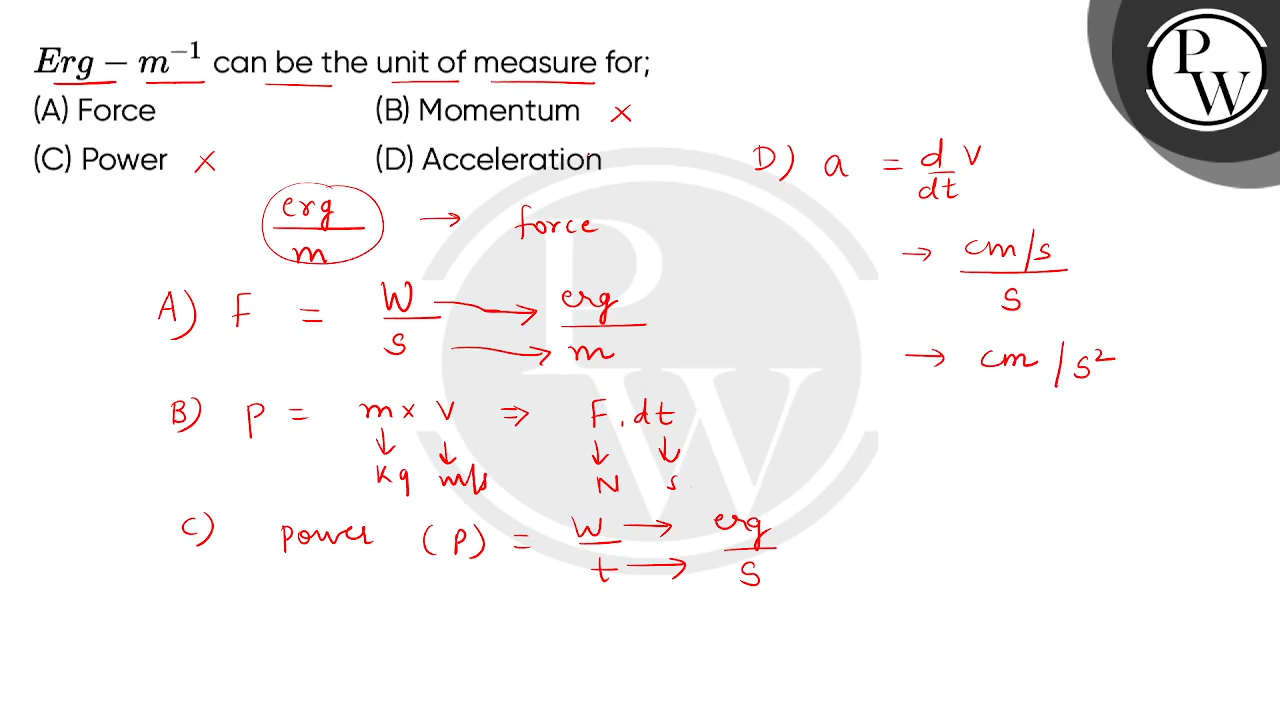 Erg – m⁻¹ can be the unit of measure for;
(A) Force (B) Momentum x
(C) Power x (D) Acceleration
erg/m → force
A) F = W/s → erg/m
B) p = m x v ⇒ F . dt
↓ Kg ↓ m/s ↓ N ↓ s
C) power (P) = W/t → erg/s
D) a = d/dt v
→ cm/s / s
→ cm / s²
P
W
P
W